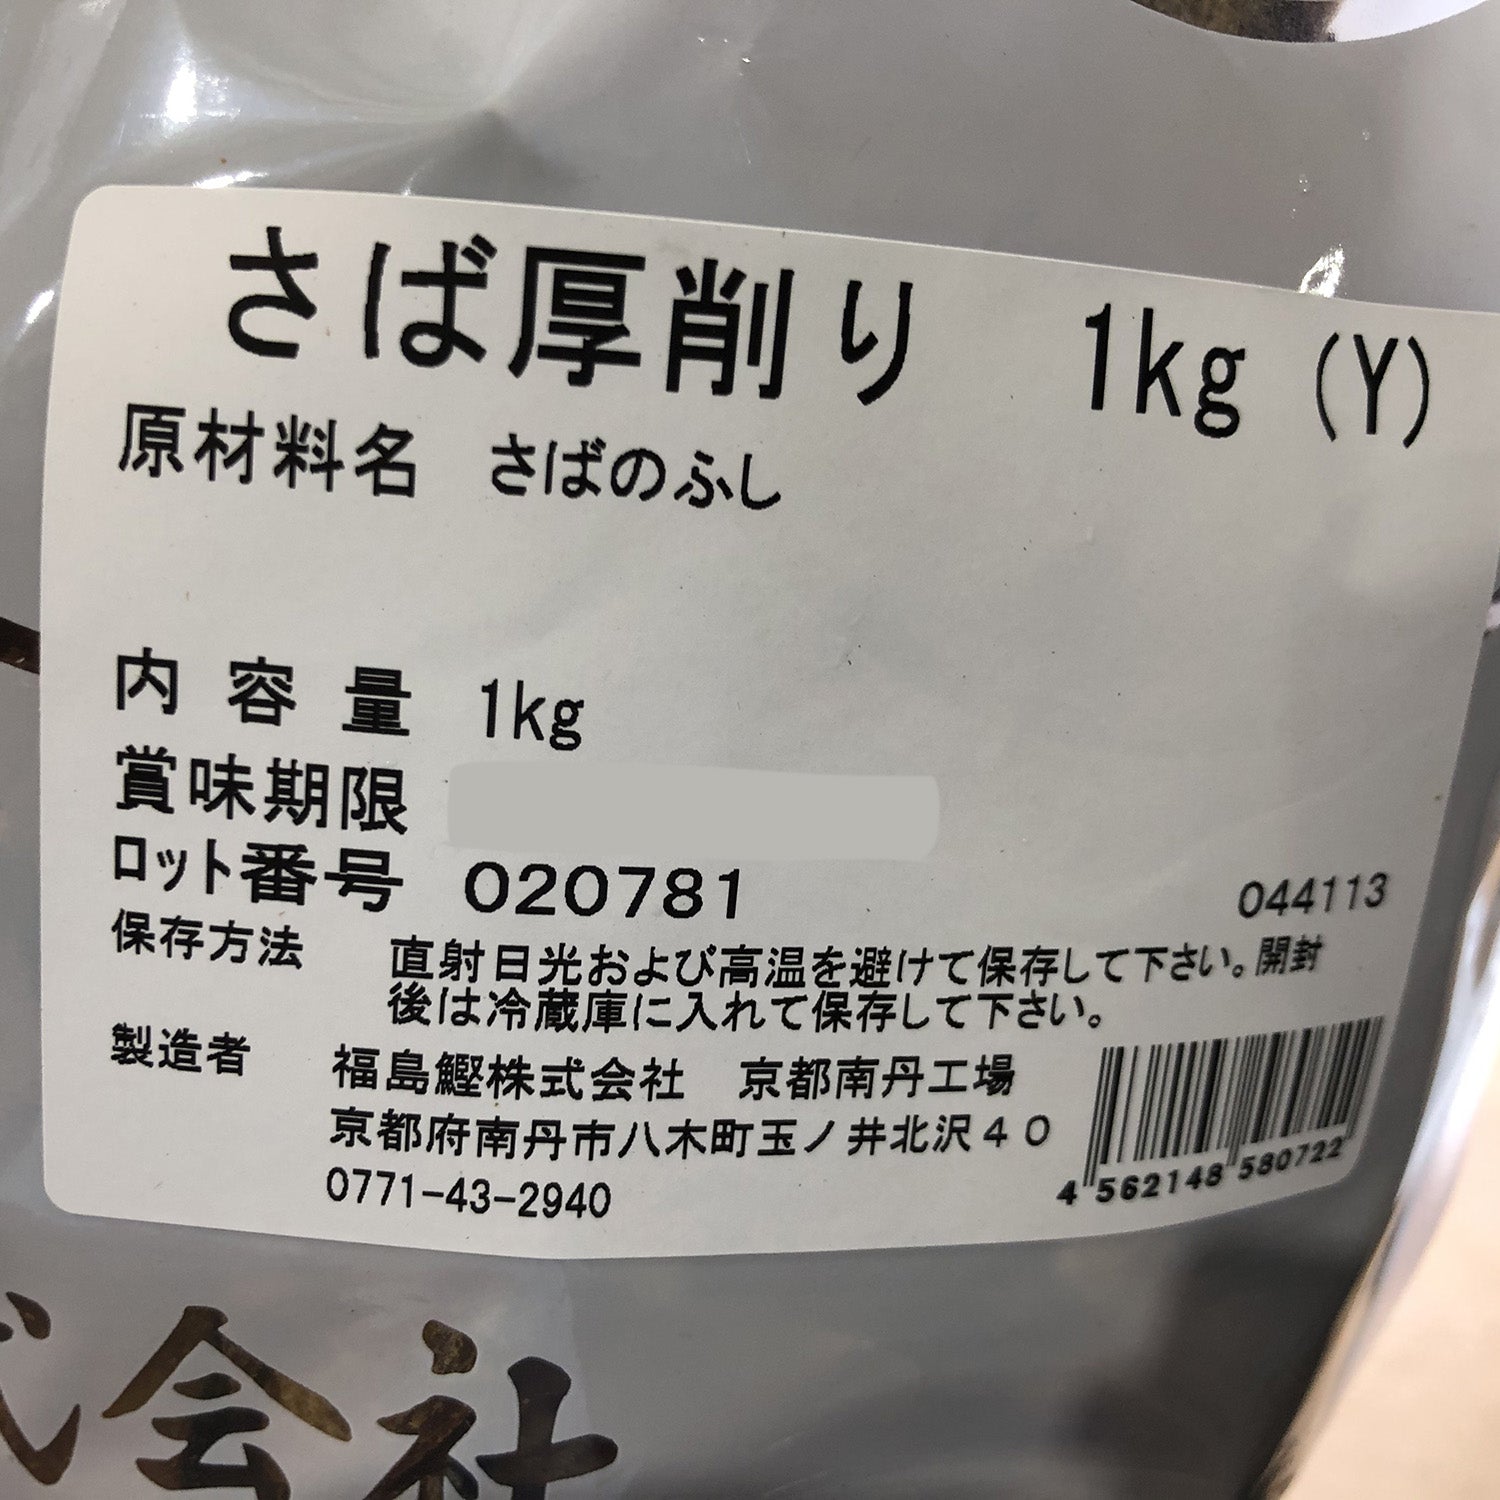 さば厚削り　1kg (Y)
原材料名　さばのふし
内容量　1kg
賞味期限
ロット番号　020781
044113
保存方法　直射日光および高温を避けて保存して下さい。開封
後は冷蔵庫に入れて保存して下さい。
製造者　福島鰹株式会社　京都南丹工場
京都府南丹市八木町玉ノ井北沢４０
0771-43-2940
4 562148 580722
式会社